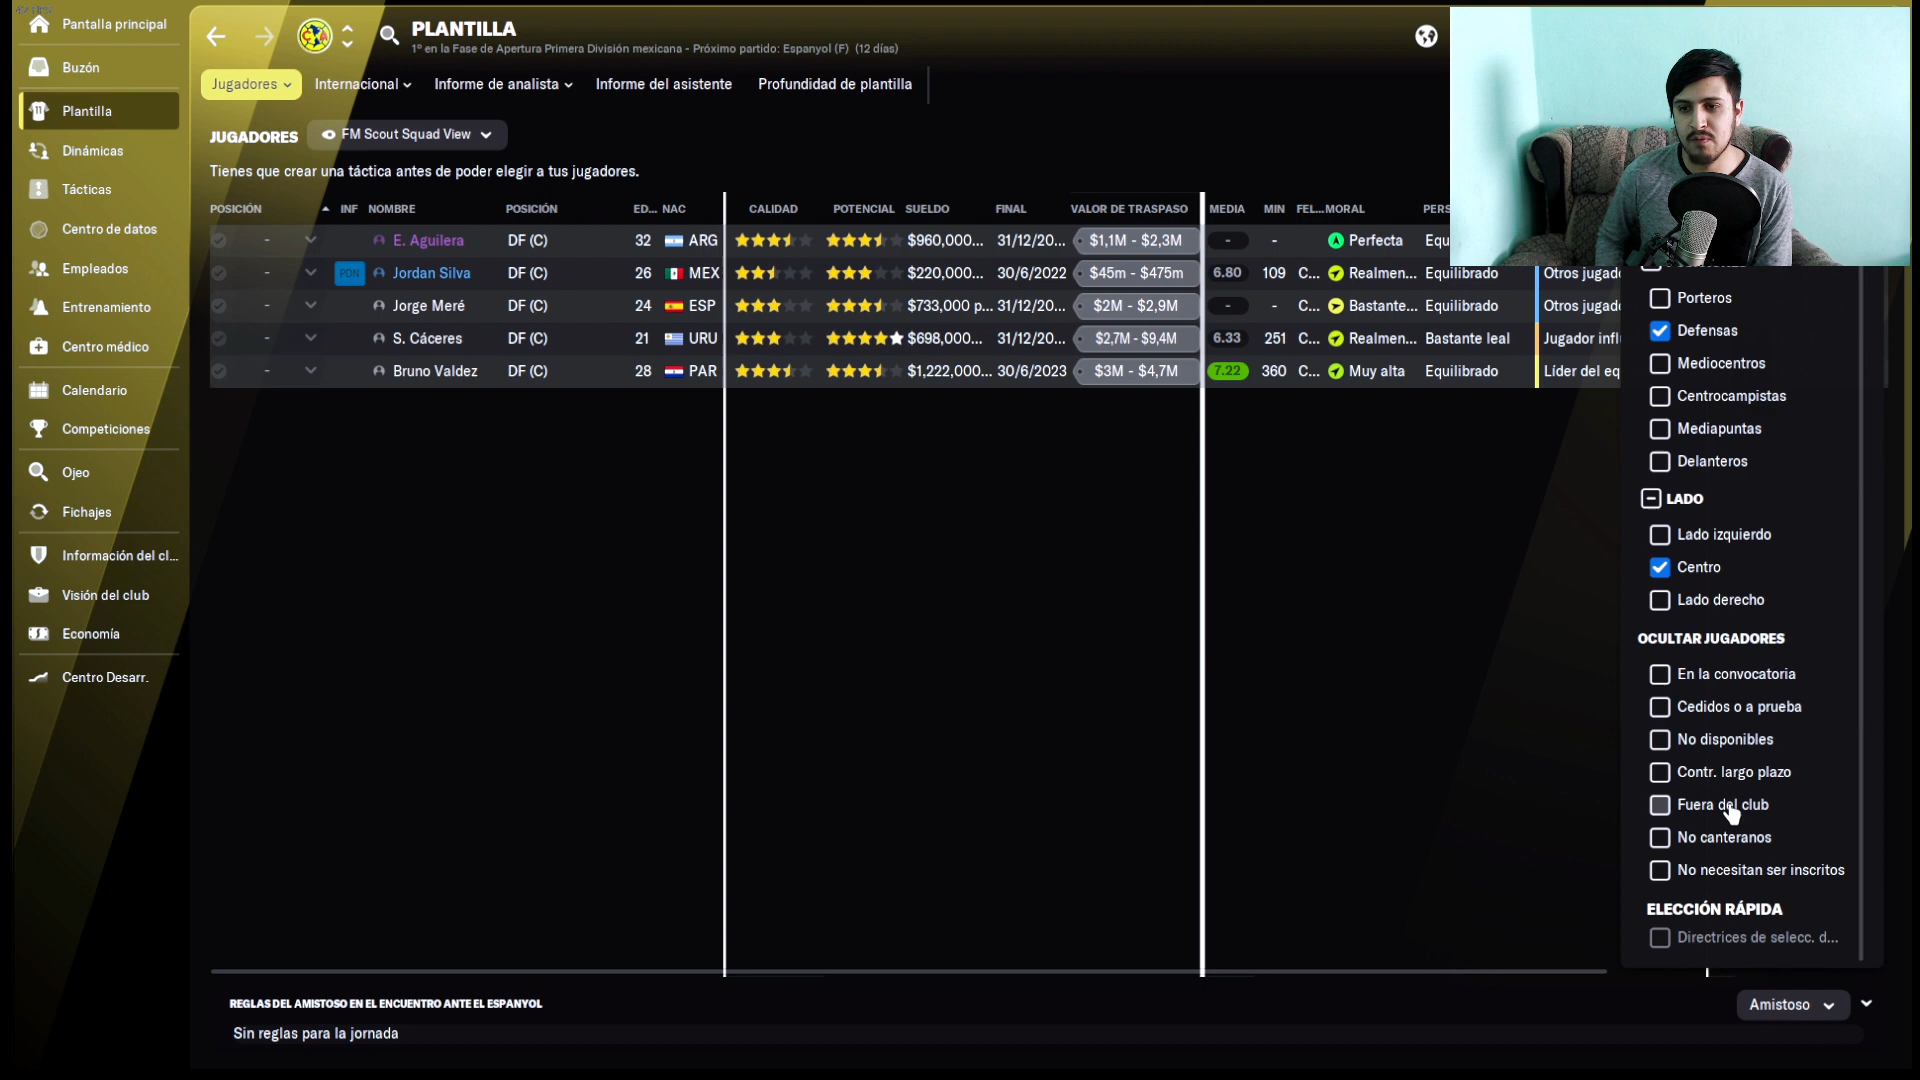 Pantalla principal
Buzón
Plantilla
Dinámicas
Tácticas
Centro de datos
Empleados
Entrenamiento
Centro médico
Calendario
Competiciones
Ojeo
Fichajes
Información del cl...
Visión del club
Economía
Centro Desarr.
PLANTILLA
1º en la Fase de Apertura Primera División mexicana - Próximo partido: Espanyol (F) (12 días)
Jugadores Internacional Informe de analista Informe del asistente Profundidad de plantilla
JUGADORES FM Scout Squad View
Tienes que crear una táctica antes de poder elegir a tus jugadores.
POSICIÓN INF NOMBRE POSICIÓN ED... NAC CALIDAD POTENCIAL SUELDO FINAL VALOR DE TRASPASO MEDIA MIN FEL... MORAL PERS
- E. Aguilera DF (C) 32 ARG $960,000... 31/12/20... $1,1M - $2,3M - - Perfecta Equ
- PDN Jordan Silva DF (C) 26 MEX $220,000... 30/6/2022 $45m - $475m 6.80 109 C... Realmen... Equilibrado Otros jugad
- Jorge Meré DF (C) 24 ESP $733,000 p... 31/12/20... $2M - $2,9M - - C... Bastante... Equilibrado Otros jugad
- S. Cáceres DF (C) 21 URU $698,000... 31/12/20... $2,7M - $9,4M 6.33 251 C... Realmen... Bastante leal Jugador infl
- Bruno Valdez DF (C) 28 PAR $1,222,000... 30/6/2023 $3M - $4,7M 7.22 360 C... Muy alta Equilibrado Líder del eq
Porteros
Defensas
Mediocentros
Centrocampistas
Mediapuntas
Delanteros
LADO
Lado izquierdo
Centro
Lado derecho
OCULTAR JUGADORES
En la convocatoria
Cedidos o a prueba
No disponibles
Contr. largo plazo
Fuera del club
No canteranos
No necesitan ser inscritos
ELECCIÓN RÁPIDA
Directrices de selecc. d...
REGLAS DEL AMISTOSO EN EL ENCUENTRO ANTE EL ESPANYOL
Amistoso
Sin reglas para la jornada